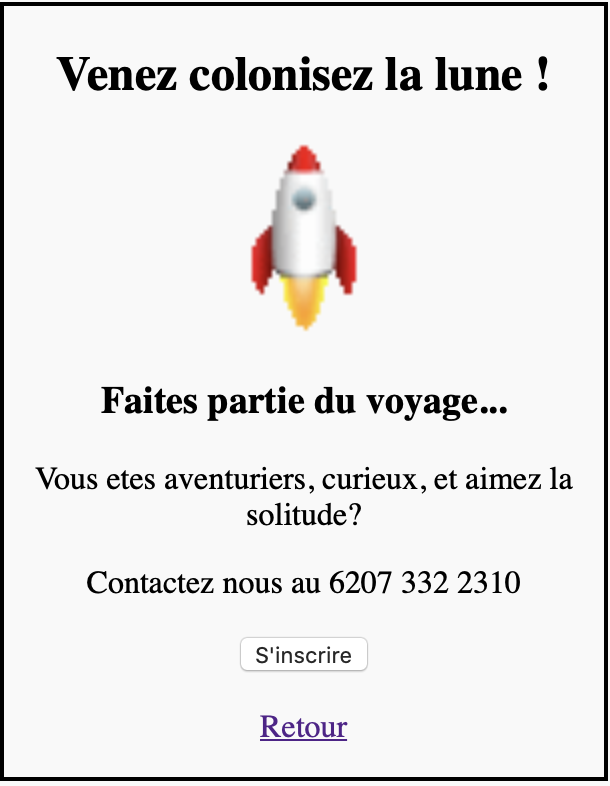 Venez colonisez la lune !
Faites partie du voyage...
Vous etes aventuriers, curieux, et aimez la
solitude?
Contactez nous au 6207 332 2310
S'inscrire
Retour